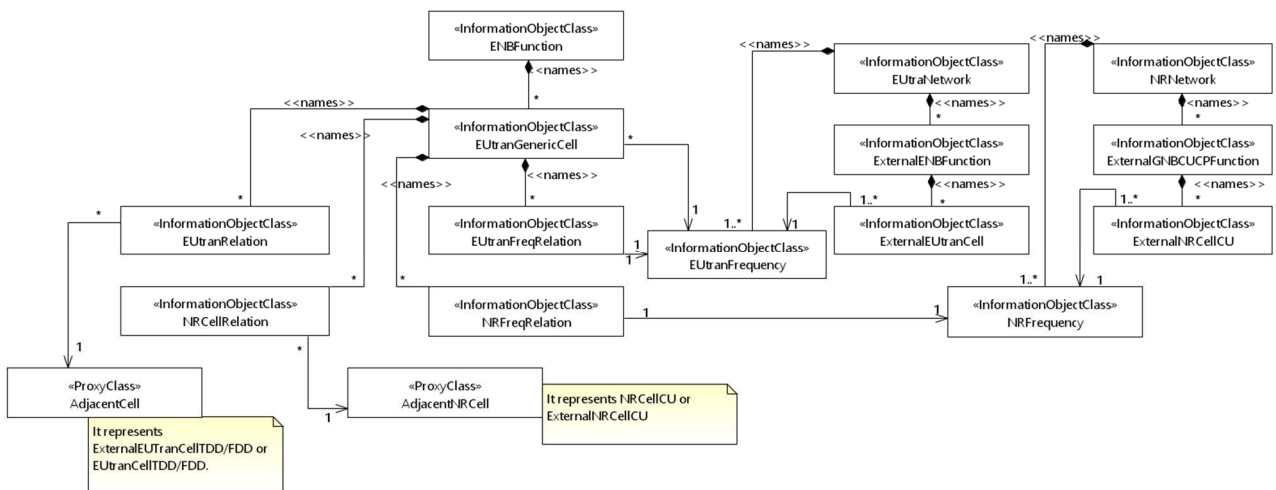 «InformationObjectClass»
ENBFunction
<<names>>
*
<<names>>
<<names>>
«InformationObjectClass»
EUtranGenericCell
*
<<names>>
<<names>>
«InformationObjectClass»
EUtraNetwork
<<names>>
*
«InformationObjectClass»
ExternalENBFunction
<<names>>
*
<<names>>
«InformationObjectClass»
NRNetwork
<<names>>
*
«InformationObjectClass»
ExternalGNBCUCPFunction
<<names>>
*
<<names>>
*
*
*
«InformationObjectClass»
EUtranRelation
«InformationObjectClass»
EUtranFreqRelation
1
1
1
1..*
1
1..*
«InformationObjectClass»
EUtranFrequency
«InformationObjectClass»
ExternalEUtranCell
1..*
«InformationObjectClass»
ExternalNRCellCU
*
*
«InformationObjectClass»
NRCellRelation
«InformationObjectClass»
NRFreqRelation
1
1
1..*
1
«InformationObjectClass»
NRFrequency
1
*
«ProxyClass»
AdjacentCell
1
«ProxyClass»
AdjacentNRCell
It represents NRCellCU or
ExternalNRCellCU
It represents
ExternalEUTranCellTDD/FDD or
EUtranCellTDD/FDD.